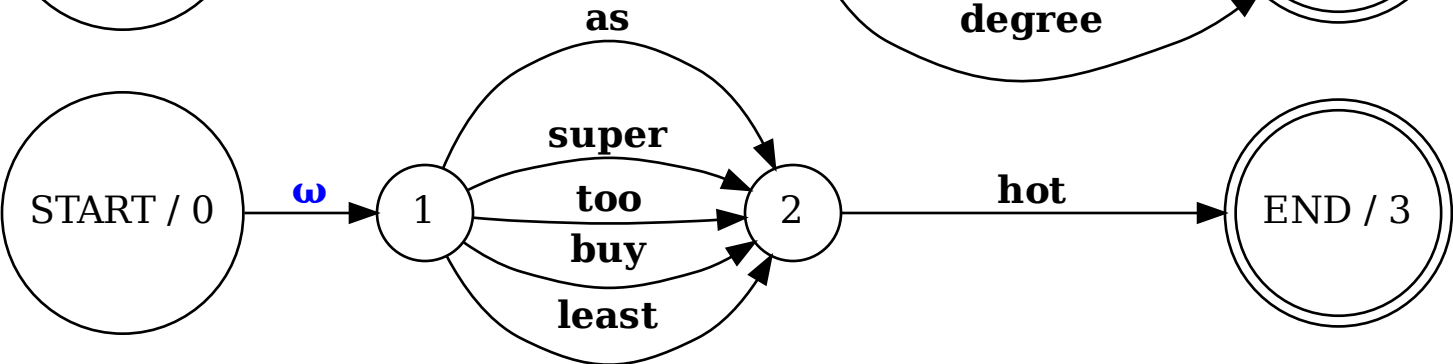 as
degree
super
START / 0 ω 1 too 2 hot END / 3
buy
least